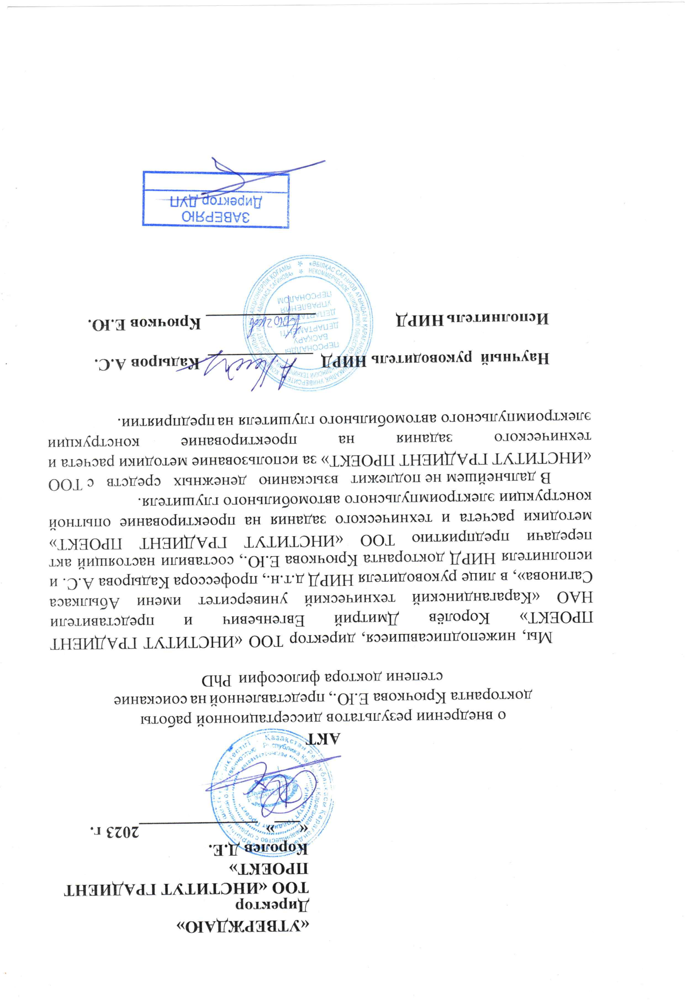 «УТВЕРЖДАЮ»
Директор
ТОО «ИНСТИТУТ ГРАДИЕНТ
ПРОЕКТ»
Королев Д.Е.
«___» ______________ 2023 г.
АКТ
о внедрении результатов диссертационной работы
докторанта Крючкова Е.Ю., представленной на соискание
степени доктора философии PhD
Мы, нижеподписавшиеся, директор ТОО «ИНСТИТУТ ГРАДИЕНТ
ПРОЕКТ» Королёв Дмитрий Евгеньевич и представители
НАО «Карагандинский технический университет имени Абылкаса
Сагинова», в лице руководителя НИРД д.т.н., профессора Кадырова А.С. и
исполнителя НИРД докторанта Крючкова Е.Ю., составили настоящий акт
передачи предприятию ТОО «ИНСТИТУТ ГРАДИЕНТ ПРОЕКТ»
методики расчета и технического задания на проектирование опытной
конструкции электроимпульсного автомобильного глушителя.
В дальнейшем не подлежит взысканию денежных средств с ТОО
«ИНСТИТУТ ГРАДИЕНТ ПРОЕКТ» за использование методики расчета и
технического задания на проектирование конструкции
электроимпульсного автомобильного глушителя на предприятии.
Научный руководитель НИРД ______________ Кадыров А.С.
Исполнитель НИРД ______________ Крючков Е.Ю.
ПЕРСОНАЛДЫ
БАСҚАРУ
ДЕПАРТАМЕНТІ
ДЕПАРТАМЕНТ
УПРАВЛЕНИЯ
ПЕРСОНАЛОМ
ЗАВЕРЯЮ
Директор ДУП